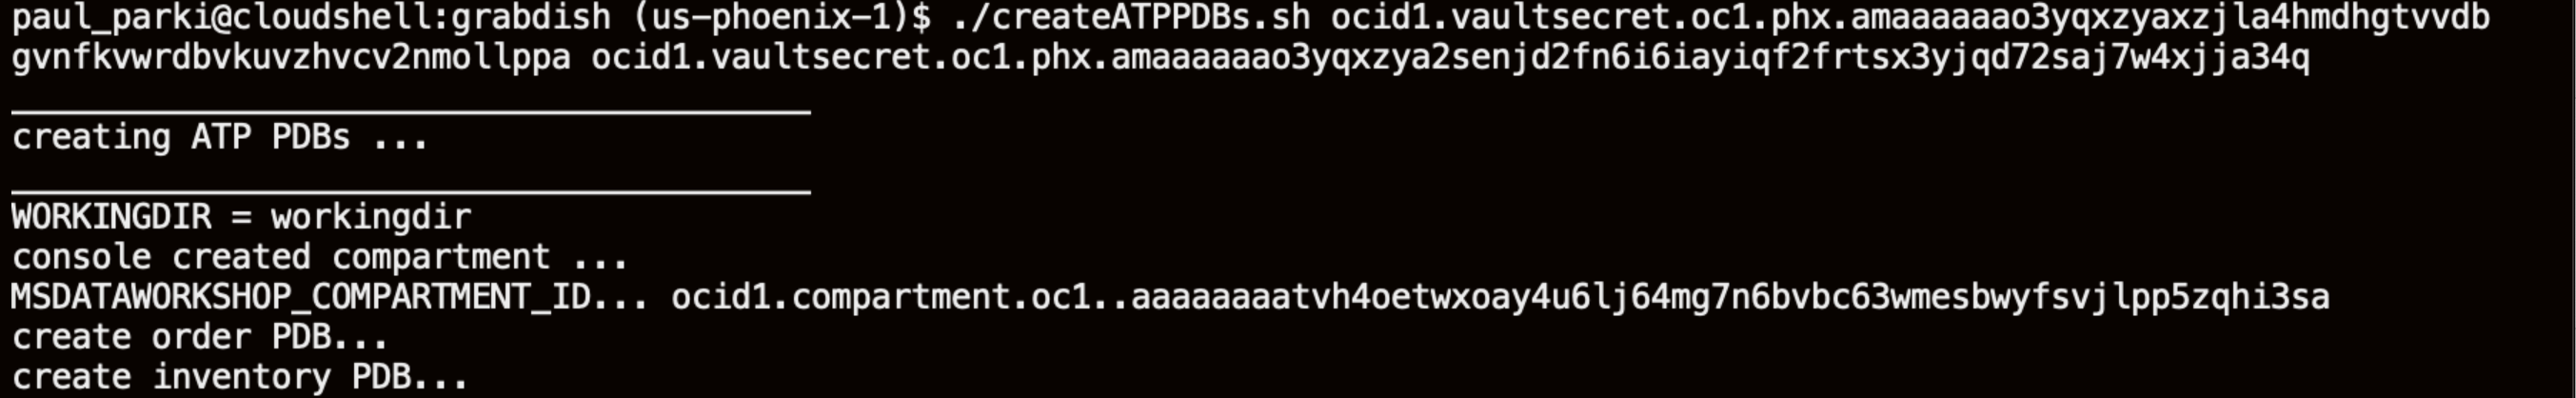 paul_parki@cloudshell:grabdish (us-phoenix-1)$ ./createATPPDBs.sh ocid1.vaultsecret.oc1.phx.amaaaaaao3yqxzyaxzjla4hmdhgtvvdb
gvnfkvwrdbvkuvzhvcv2nmollppa ocid1.vaultsecret.oc1.phx.amaaaaaao3yqxzya2senjd2fn6i6iayiqf2frtsx3yjqd72saj7w4xjja34q
creating ATP PDBs ...
WORKINGDIR = workingdir
console created compartment ...
MSDATAWORKSHOP_COMPARTMENT_ID... ocid1.compartment.oc1..aaaaaaaatvh4oetwxoay4u6lj64mg7n6bvbc63wmesbwyfsvjlpp5zqhi3sa
create order PDB...
create inventory PDB...